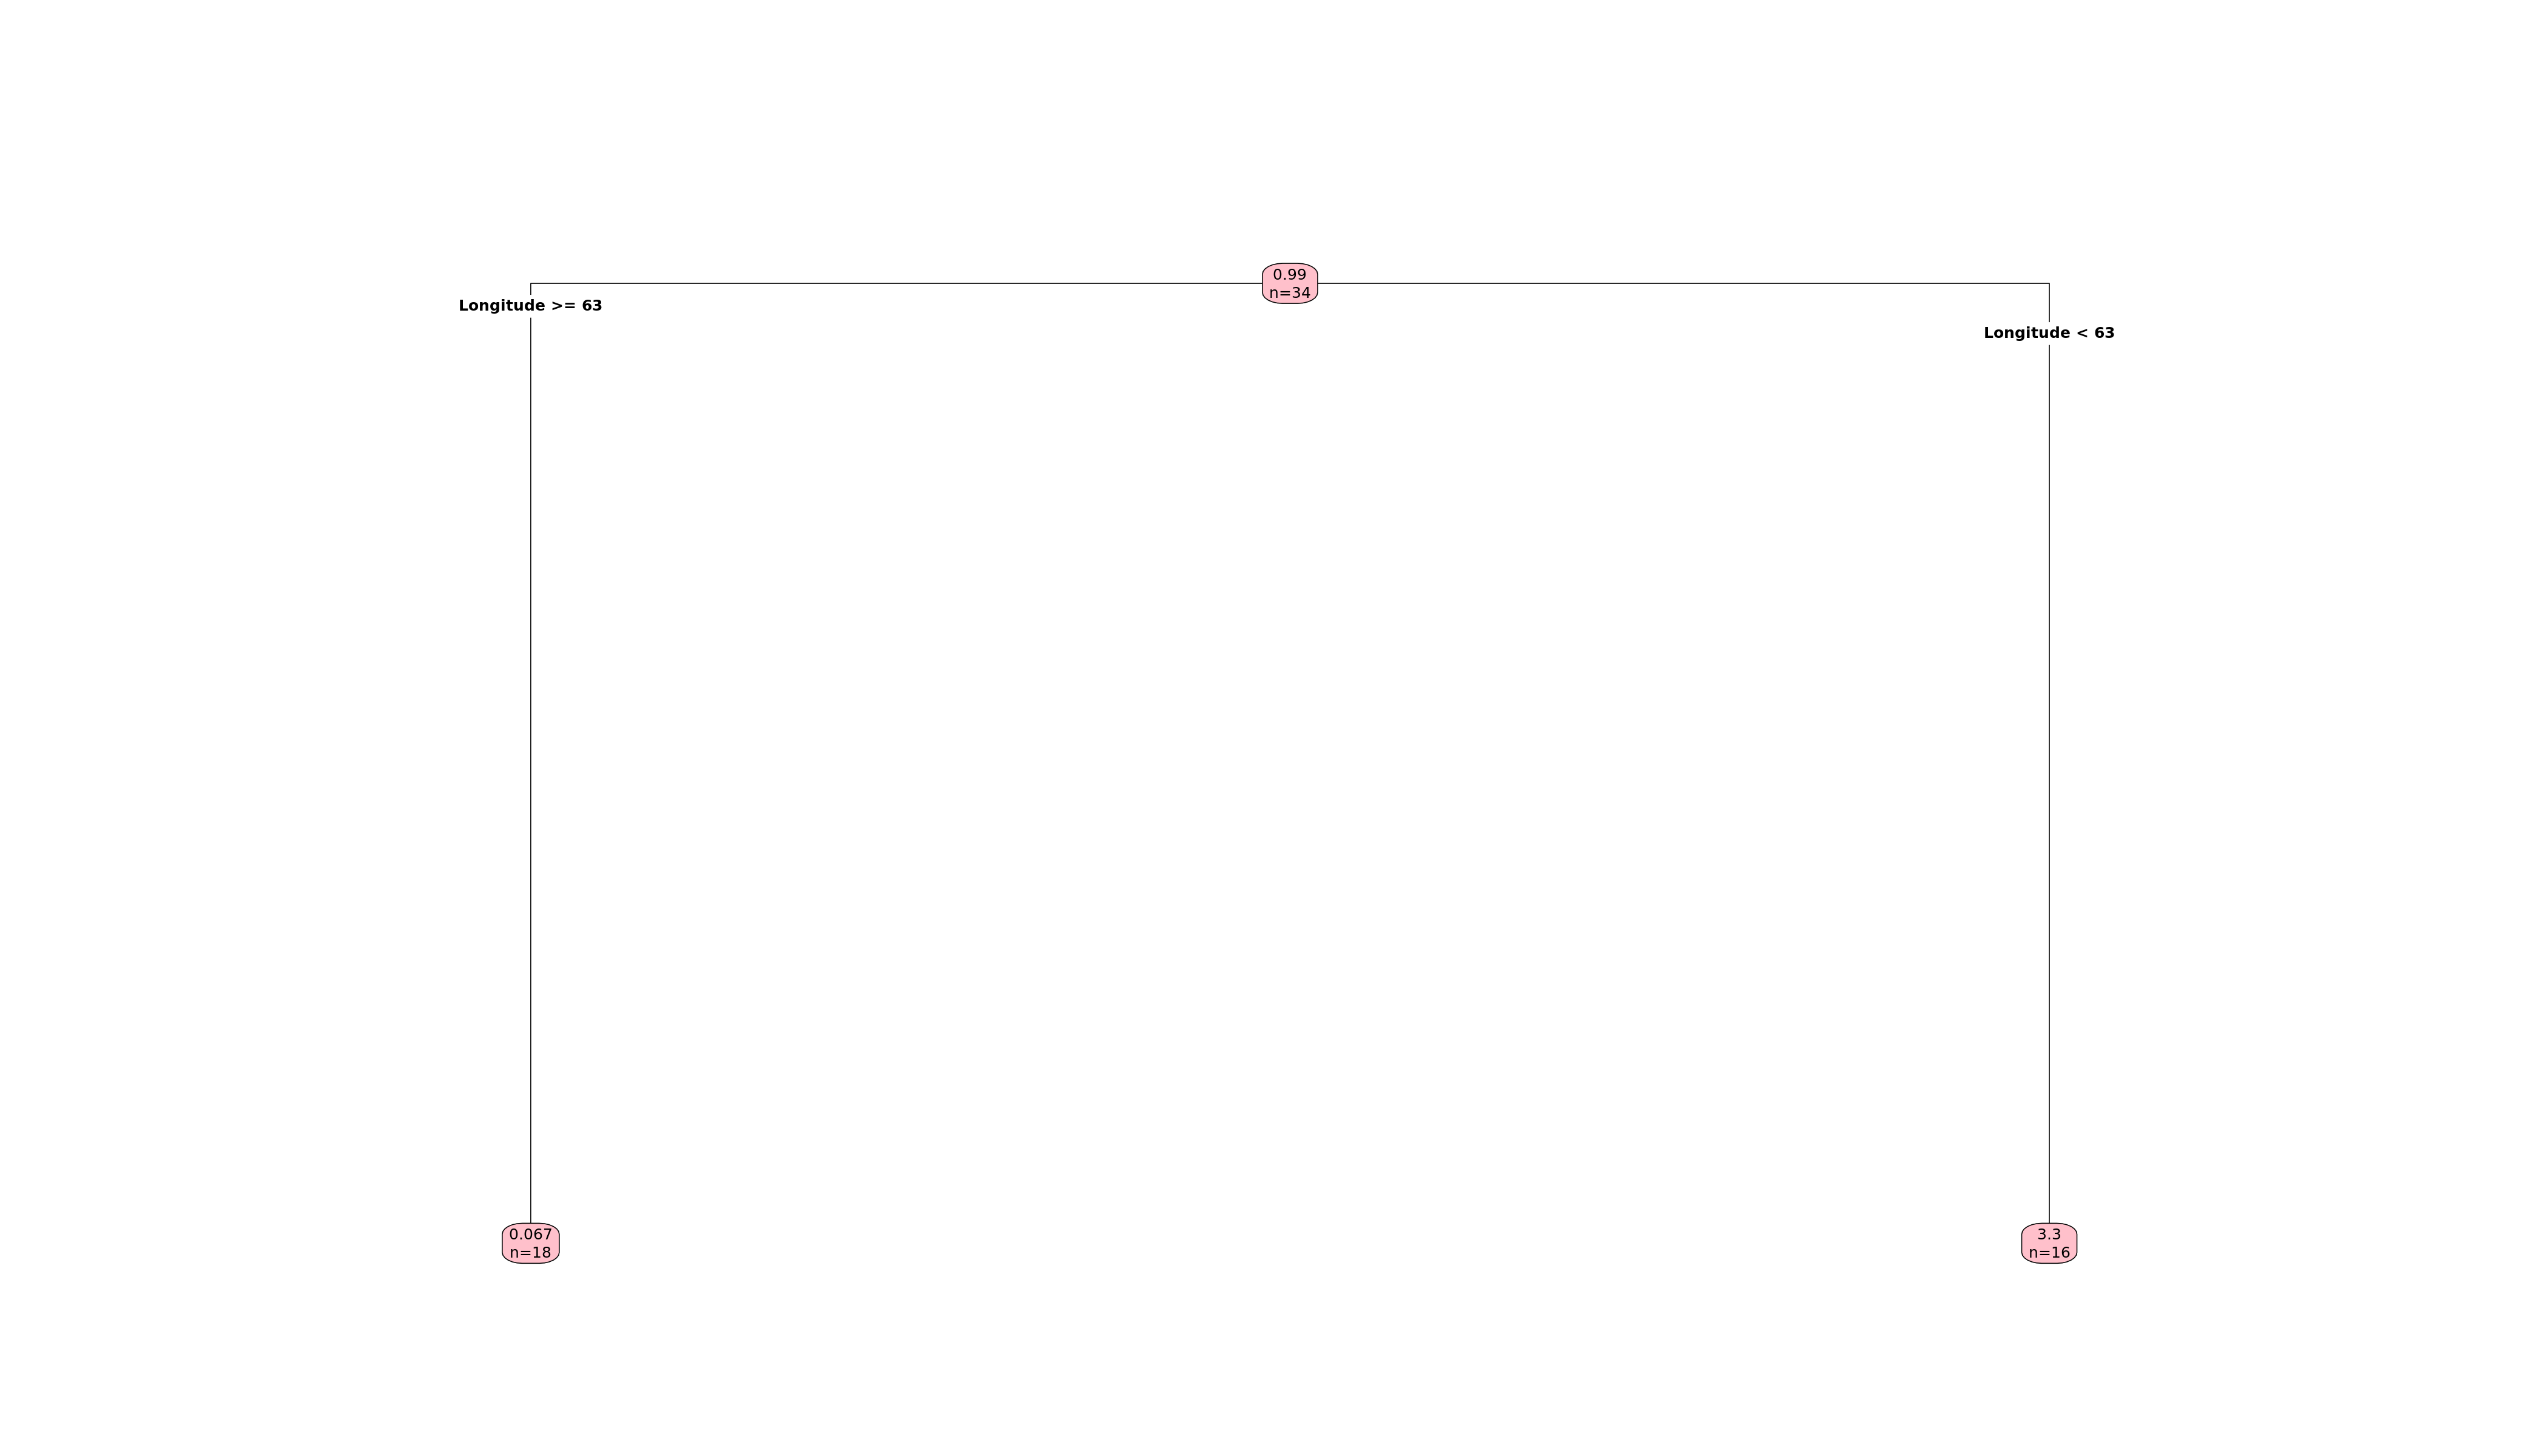 0.99
n=34
Longitude >= 63
Longitude < 63
0.067
n=18
3.3
n=16